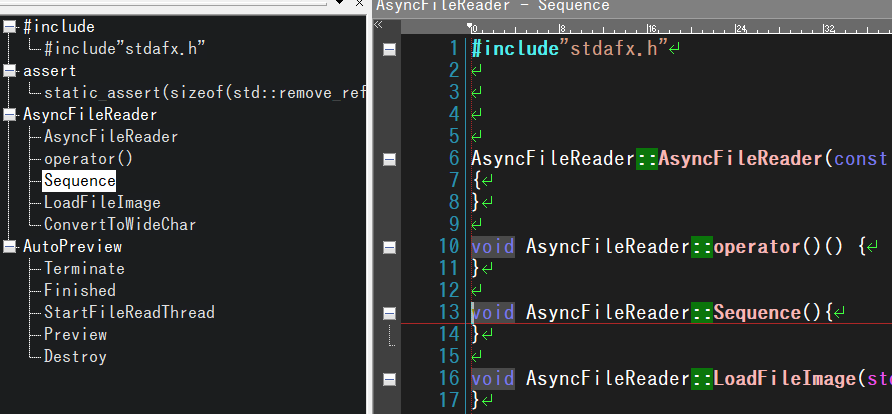 AsyncFileReader - Sequence
#include
#include"stdafx.h"
assert
static_assert(sizeof(std::remove_ref
AsyncFileReader
AsyncFileReader
operator()
Sequence
LoadFileImage
ConvertToWideChar
AutoPreview
Terminate
Finished
StartFileReadThread
Preview
Destroy
0 8 16 24 32
1 #include"stdafx.h"↵
2 ↵
3 ↵
4 ↵
5 ↵
6 AsyncFileReader::AsyncFileReader(const
7 {↵
8 }↵
9 ↵
10 void AsyncFileReader::operator()() {↵
11 }↵
12 ↵
13 void AsyncFileReader::Sequence(){↵
14 }↵
15 ↵
16 void AsyncFileReader::LoadFileImage(std
17 }↵